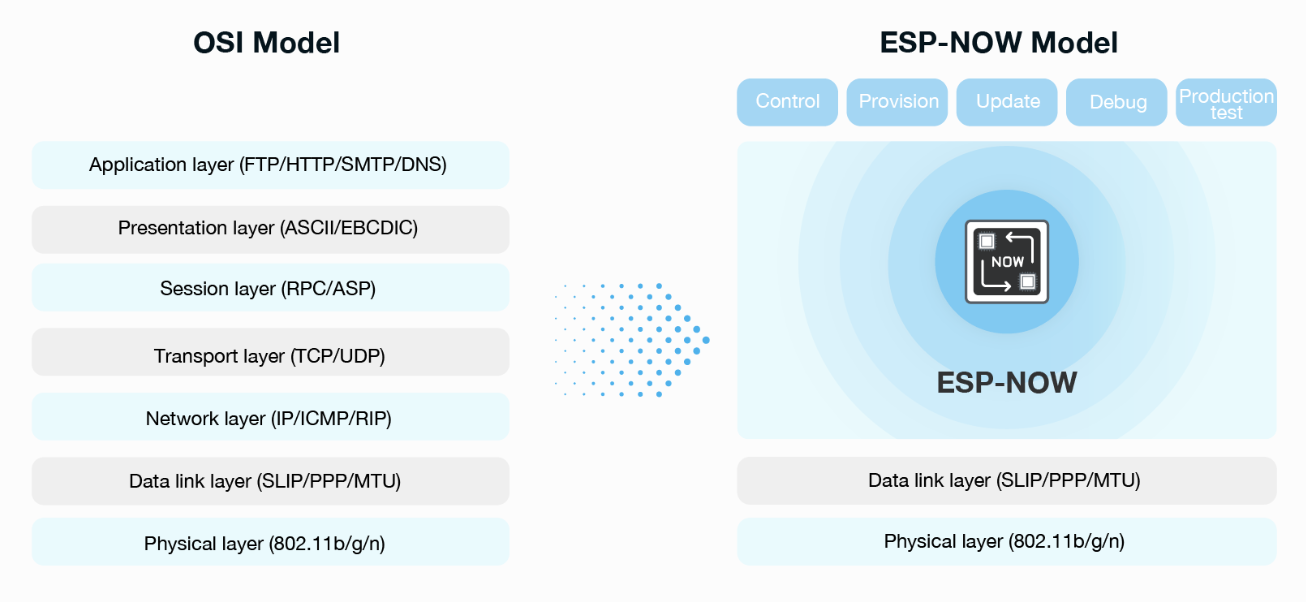 OSI Model
Application layer (FTP/HTTP/SMTP/DNS)
Presentation layer (ASCII/EBCDIC)
Session layer (RPC/ASP)
Transport layer (TCP/UDP)
Network layer (IP/ICMP/RIP)
Data link layer (SLIP/PPP/MTU)
Physical layer (802.11b/g/n)
ESP-NOW Model
Control
Provision
Update
Debug
Production
test
NOW
ESP-NOW
Data link layer (SLIP/PPP/MTU)
Physical layer (802.11b/g/n)